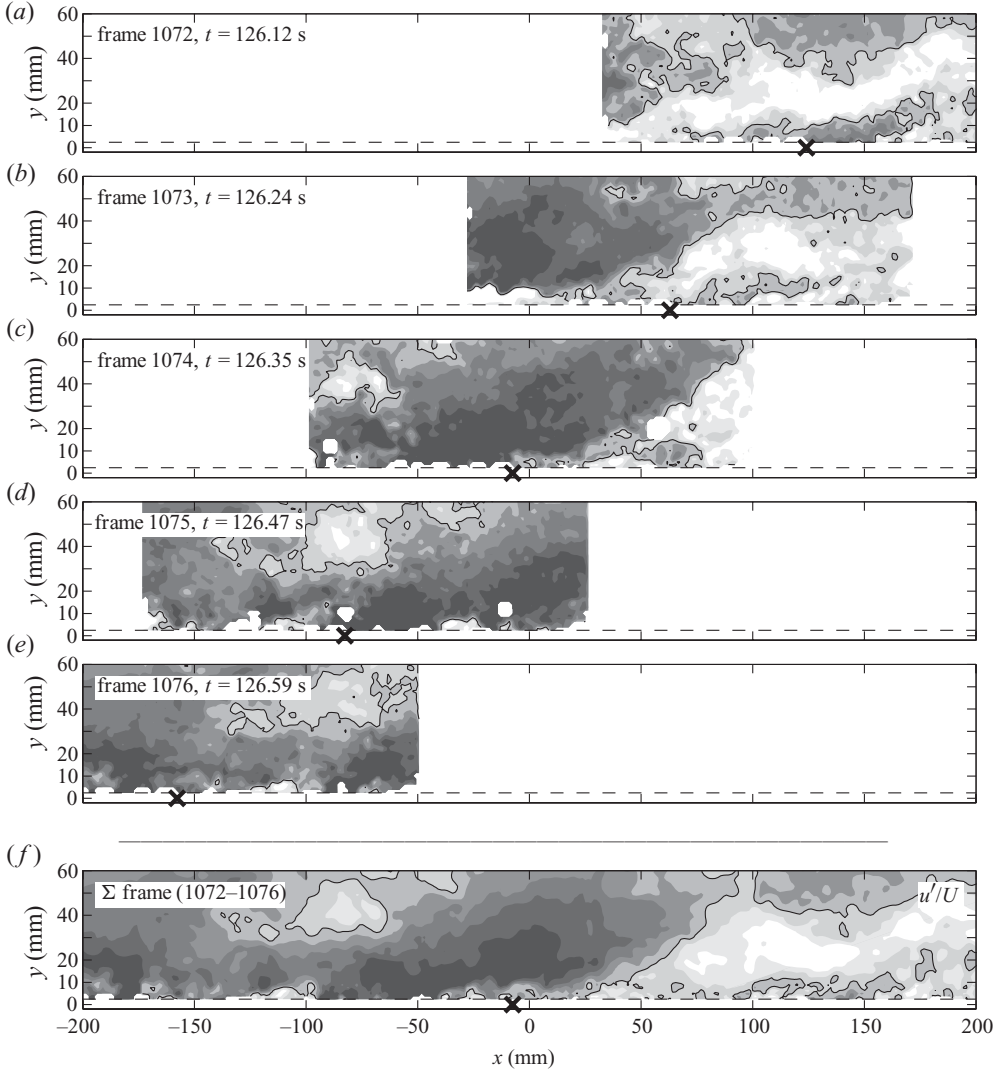 (a)
frame 1072, t = 126.12 s
60
40
20
10
0
y (mm)
(b)
frame 1073, t = 126.24 s
60
40
20
10
0
y (mm)
(c)
frame 1074, t = 126.35 s
60
40
20
10
0
y (mm)
(d)
frame 1075, t = 126.47 s
60
40
20
10
0
y (mm)
(e)
frame 1076, t = 126.59 s
60
40
20
10
0
y (mm)
(f)
Σ frame (1072–1076)
u′/U
60
40
20
10
0
y (mm)
–200 –150 –100 –50 0 50 100 150 200
x (mm)